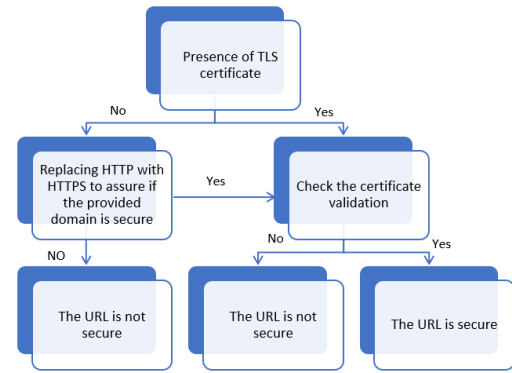 Presence of TLS
certificate
No
Yes
Replacing HTTP with
HTTPS to assure if
the provided
domain is secure
Yes
Check the certificate
validation
NO
No
Yes
The URL is not
secure
The URL is not
secure
The URL is secure